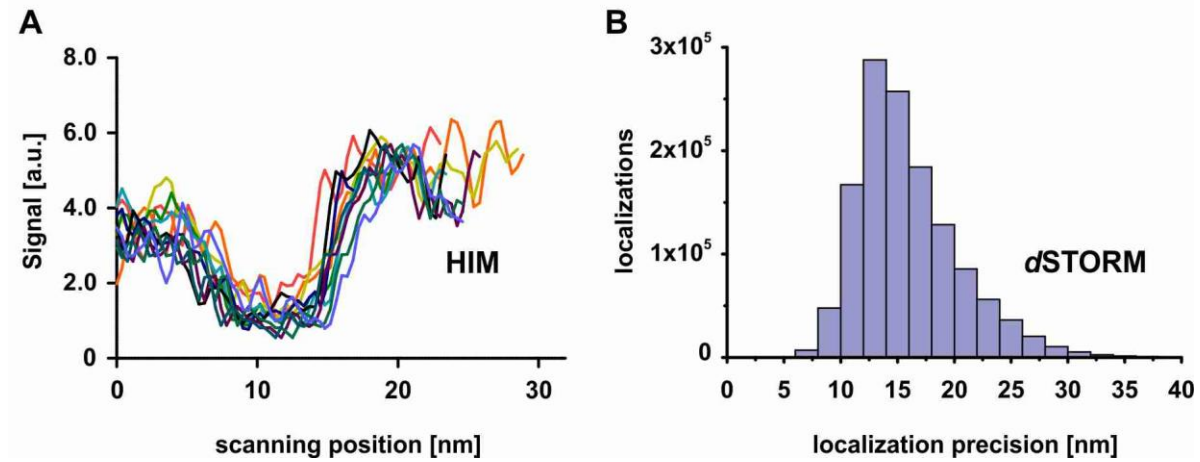 A
8.0
6.0
4.0
2.0
0
Signal [a.u.]
HIM
0
10
20
30
scanning position [nm]
B
3x10⁵
2x10⁵
1x10⁵
0
localizations
dSTORM
0
5
10
15
20
25
30
35
40
localization precision [nm]